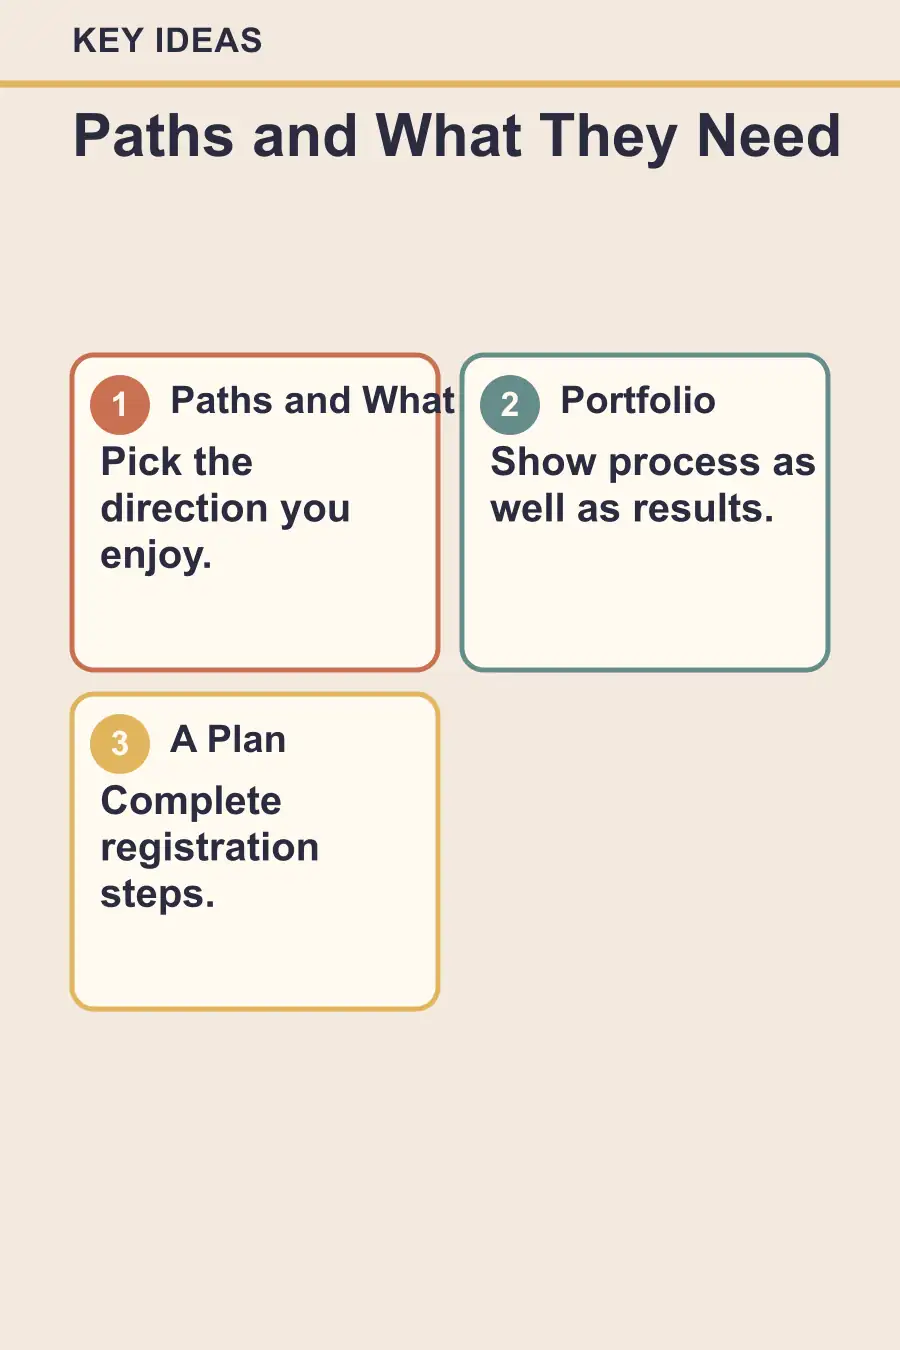 KEY IDEAS
Paths and What They Need
1
Paths and What
Pick the
direction you
enjoy.
2
Portfolio
Show process as
well as results.
3
A Plan
Complete
registration
steps.